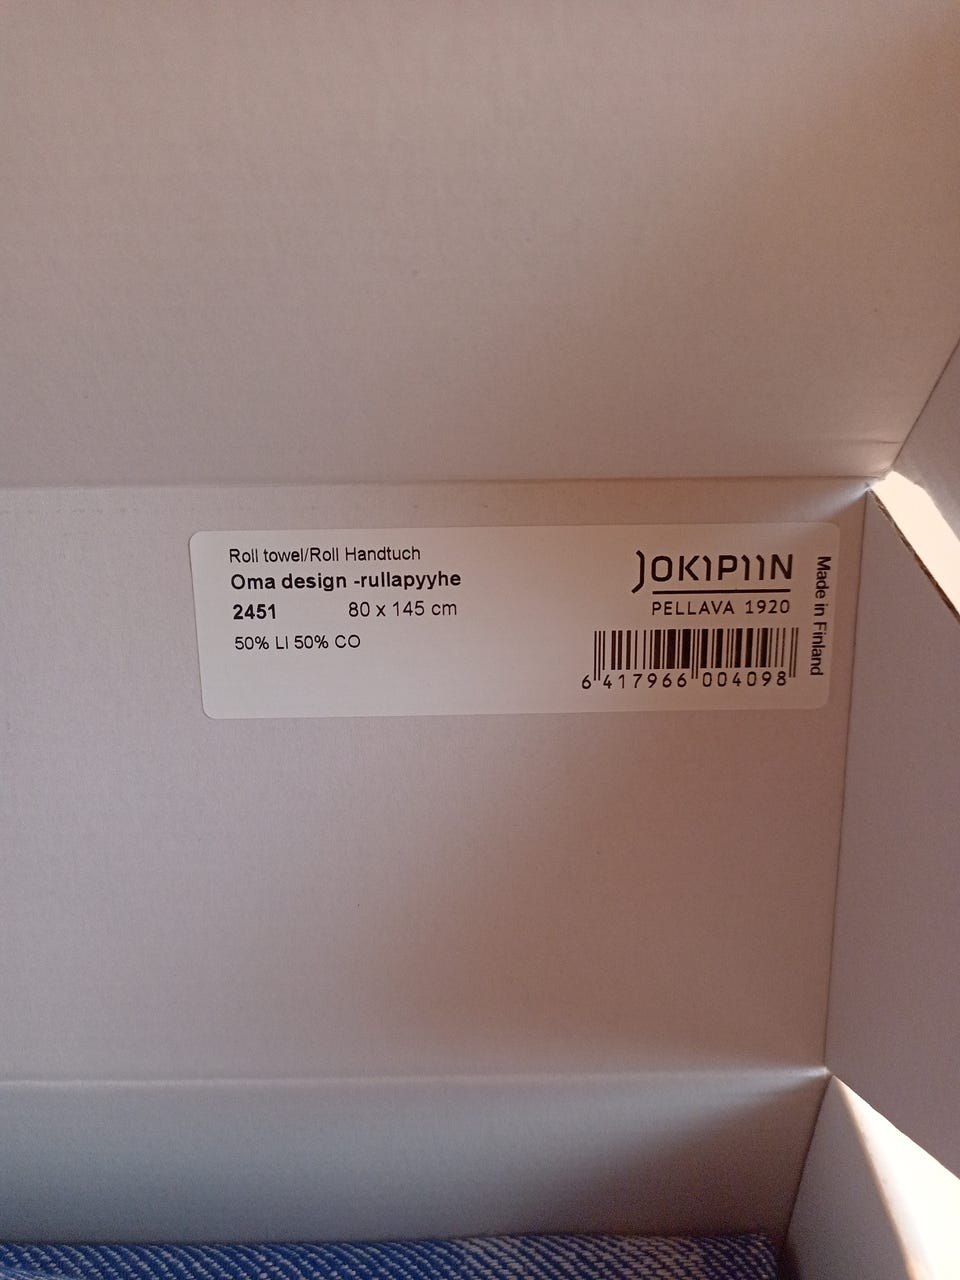 Roll towel/Roll Handtuch
Oma design -rullapyyhe
2451 80 x 145 cm
50% LI 50% CO
JOKIPIIN
PELLAVA 1920
6 417966 004098
Made in Finland